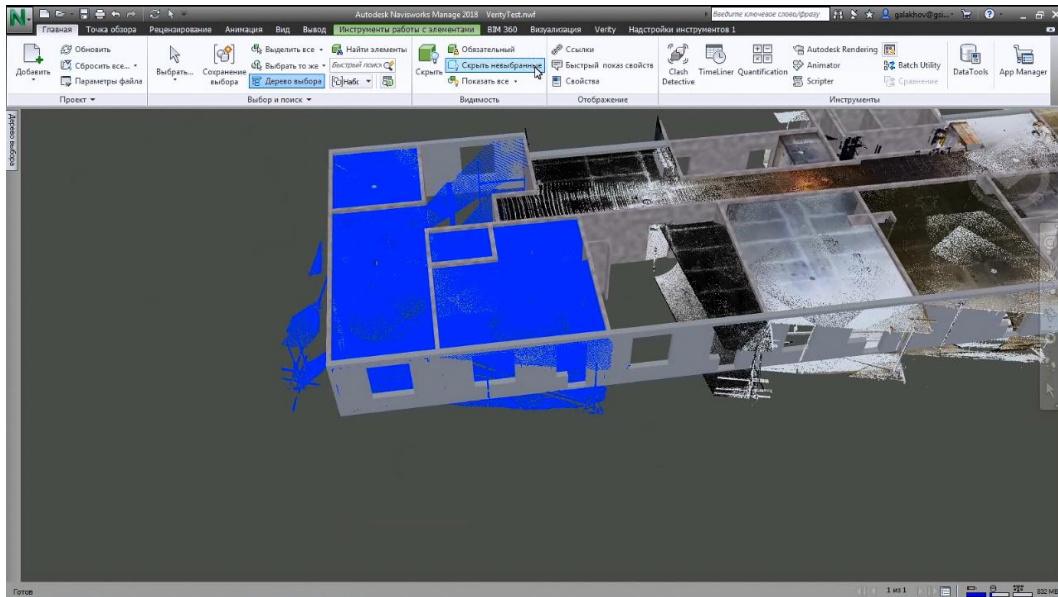 Autodesk Navisworks Manage 2018 VerityTest.nwf
Введите ключевое слово/фразу
galakhov@gsi...
Главная Точка обзора Рецензирование Анимация Вид Вывод Инструменты работы с элементами BIM 360 Визуализация Verity Надстройки инструментов 1
Добавить
Обновить
Сбросить все...
Параметры файла
Проект
Выбрать...
Сохранение выбора
Выделить все
Выбрать то же
Дерево выбора
Найти элементы
Быстрый поиск
Выбор и поиск
Скрыть
Обязательный
Скрыть невыбранные
Показать все
Видимость
Ссылки
Быстрый показ свойств
Свойства
Отображение
Clash Detective
TimeLiner
Quantification
Autodesk Rendering
Animator
Scripter
Batch Utility
Сравнение
DataTools
App Manager
Инструменты
Дерево выбора
Готов
1 из 1
832 МБ